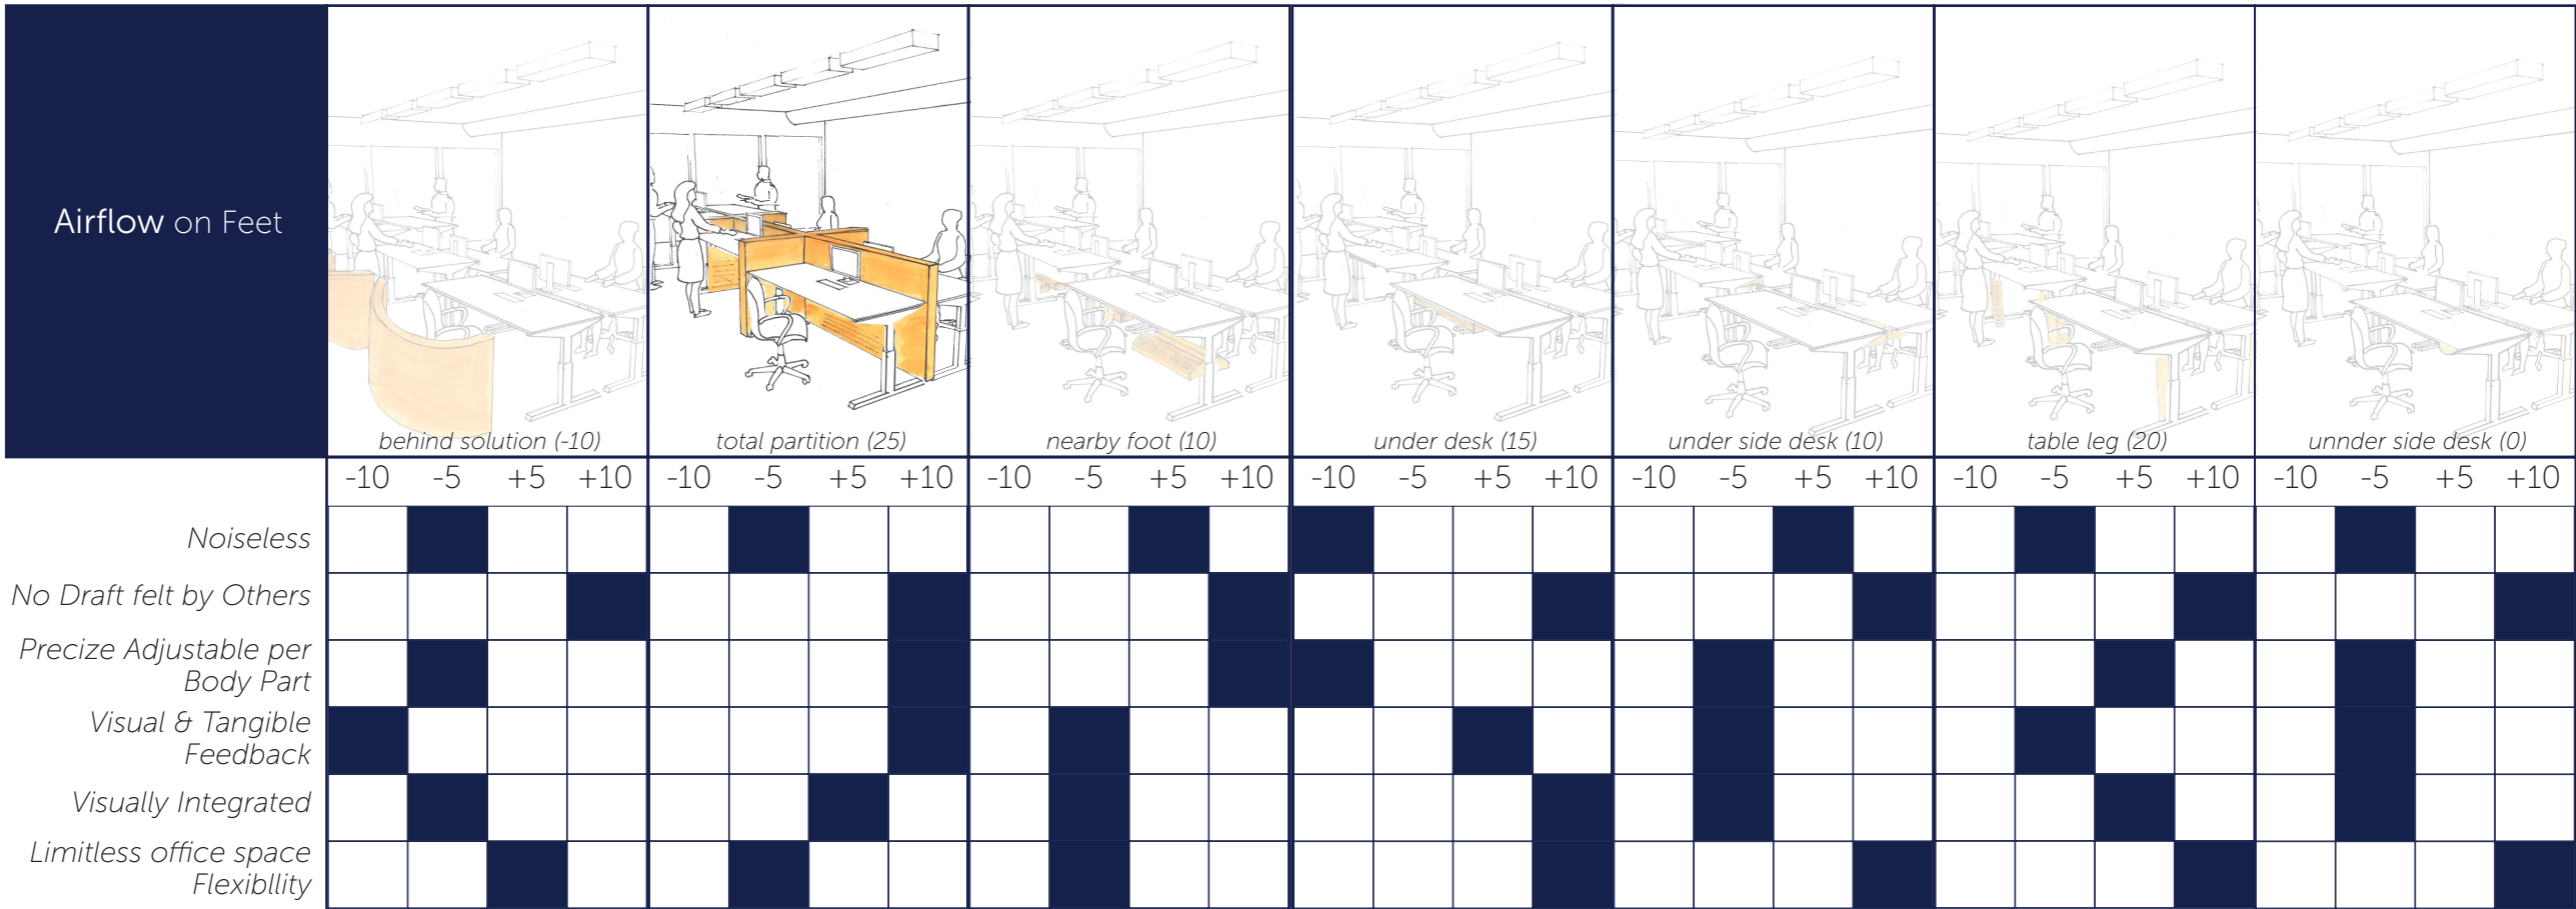 Airflow on Feet
behind solution (-10)
total partition (25)
nearby foot (10)
under desk (15)
under side desk (10)
table leg (20)
unnder side desk (0)
-10 -5 +5 +10 -10 -5 +5 +10 -10 -5 +5 +10 -10 -5 +5 +10 -10 -5 +5 +10 -10 -5 +5 +10 -10 -5 +5 +10
Noiseless
No Draft felt by Others
Precize Adjustable per
Body Part
Visual & Tangible
Feedback
Visually Integrated
Limitless office space
Flexibllity